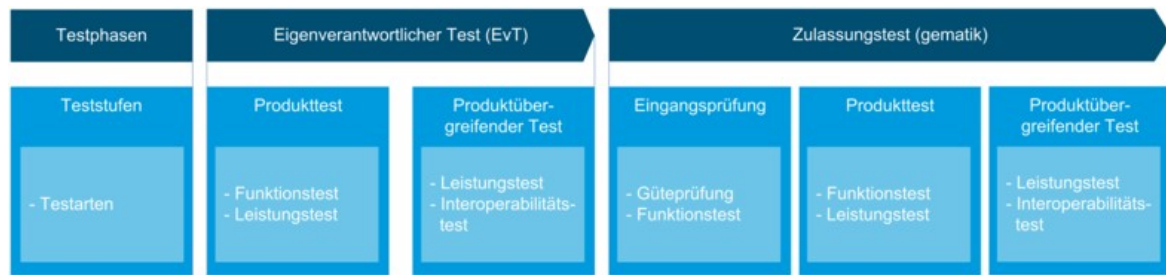 Testphasen
Eigenverantwortlicher Test (EvT)
Zulassungstest (gematik)
Teststufen
- Testarten
Produkttest
- Funktionstest
- Leistungstest
Produktüber-
greifender Test
- Leistungstest
- Interoperabilitäts-
test
Eingangsprüfung
- Güteprüfung
- Funktionstest
Produkttest
- Funktionstest
- Leistungstest
Produktüber-
greifender Test
- Leistungstest
- Interoperabilitäts-
test